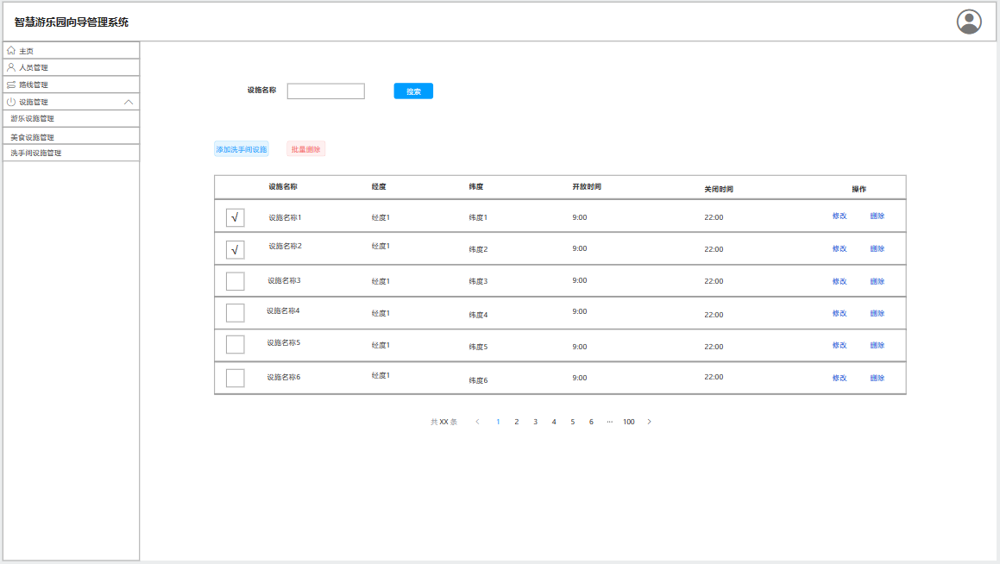 智慧游乐园向导管理系统
主页
人员管理
路线管理
设施管理
游乐设施管理
美食设施管理
洗手间设施管理
设施名称 搜索
添加洗手间设施 批量删除
设施名称 经度 纬度 开放时间 关闭时间 操作
√ 设施名称1 经度1 纬度1 9:00 22:00 修改 删除
√ 设施名称2 经度1 纬度2 9:00 22:00 修改 删除
设施名称3 经度1 纬度3 9:00 22:00 修改 删除
设施名称4 经度1 纬度4 9:00 22:00 修改 删除
设施名称5 经度1 纬度5 9:00 22:00 修改 删除
设施名称6 经度1 纬度6 9:00 22:00 修改 删除
共 XX 条 < 1 2 3 4 5 6 ··· 100 >